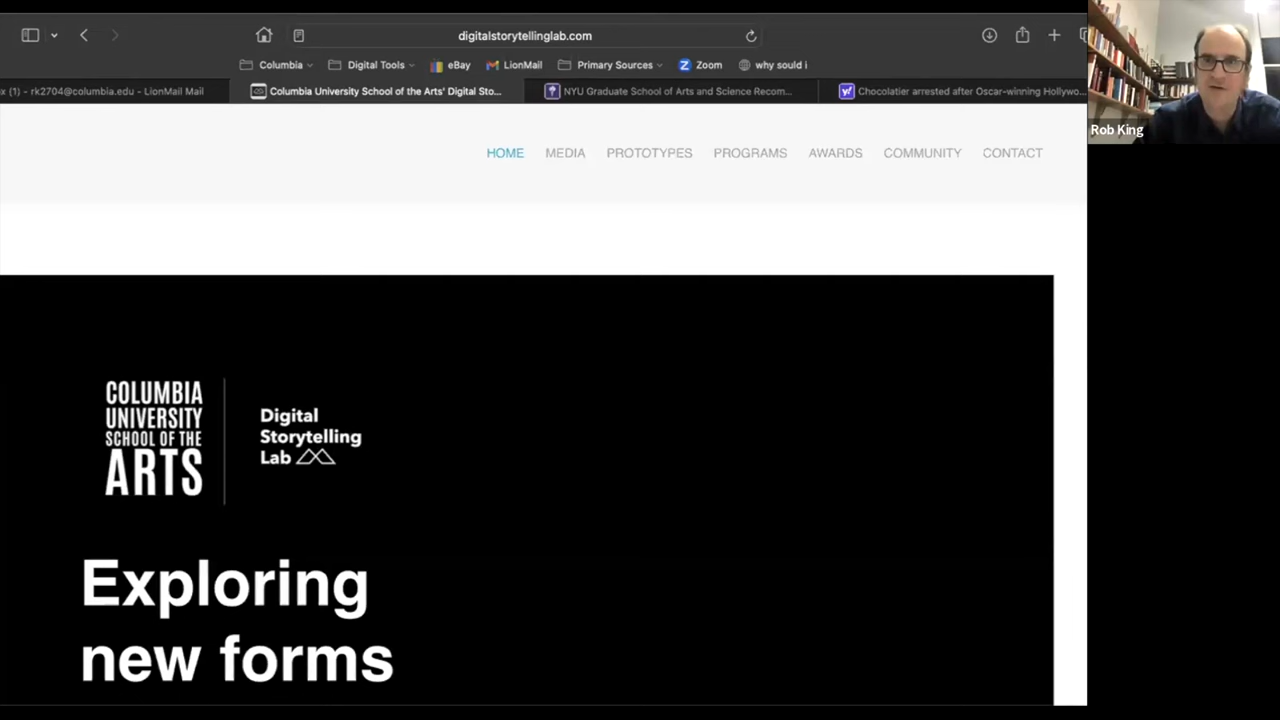 digitalstorytellinglab.com
Columbia Digital Tools eBay LionMail Primary Sources Zoom why sould i
x (1) - rk2704@columbia.edu - LionMail Mail Columbia University School of the Arts' Digital Sto... NYU Graduate School of Arts and Science Recom... Chocolatier arrested after Oscar-winning Hollywo...
Rob King
HOME MEDIA PROTOTYPES PROGRAMS AWARDS COMMUNITY CONTACT
COLUMBIA
UNIVERSITY
SCHOOL OF THE
ARTS
Digital
Storytelling
Lab
Exploring
new forms